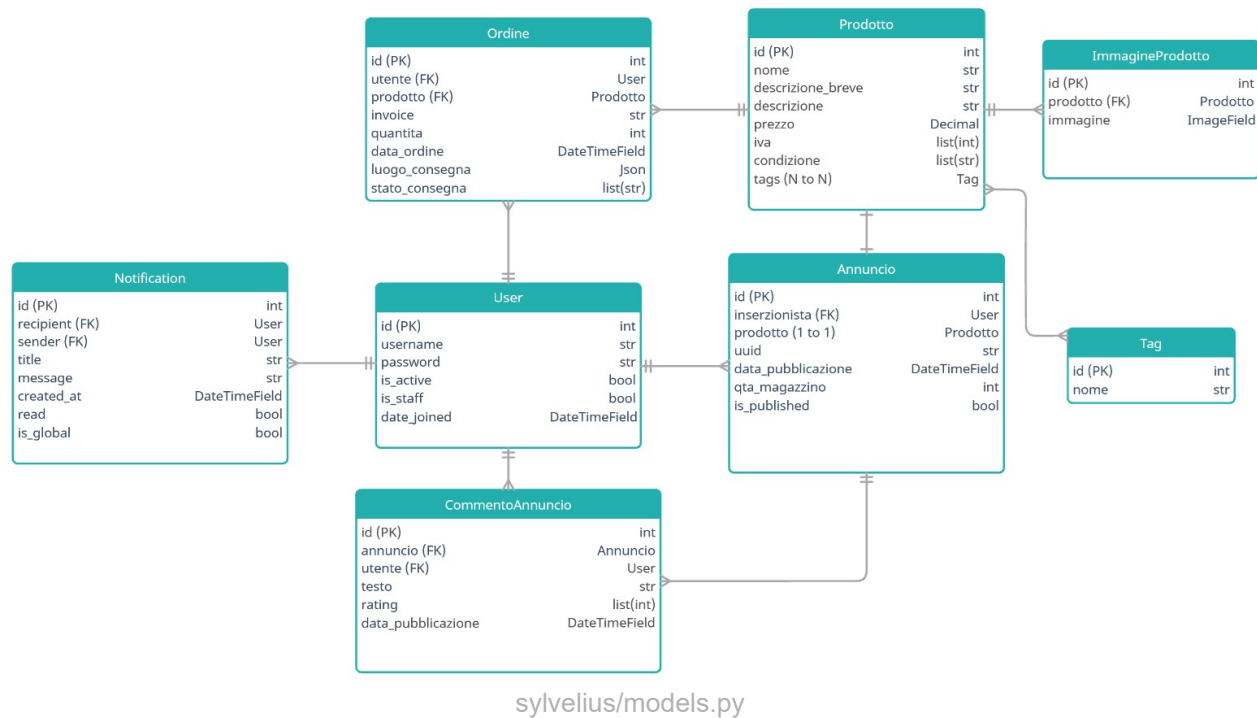 Ordine
id (PK) int
utente (FK) User
prodotto (FK) Prodotto
invoice str
quantita int
data_ordine DateTimeField
luogo_consegna Json
stato_consegna list(str)
Prodotto
id (PK) int
nome str
descrizione_breve str
descrizione str
prezzo Decimal
iva list(int)
condizione list(str)
tags (N to N) Tag
ImmagineProdotto
id (PK) int
prodotto (FK) Prodotto
immagine ImageField
Notification
id (PK) int
recipient (FK) User
sender (FK) User
title str
message str
created_at DateTimeField
read bool
is_global bool
User
id (PK) int
username str
password str
is_active bool
is_staff bool
date_joined DateTimeField
Annuncio
id (PK) int
inserzionista (FK) User
prodotto (1 to 1) Prodotto
uuid str
data_pubblicazione DateTimeField
qta_magazzino int
is_published bool
Tag
id (PK) int
nome str
CommentoAnnuncio
id (PK) int
annuncio (FK) Annuncio
utente (FK) User
testo str
rating list(int)
data_pubblicazione DateTimeField
sylvelius/models.py